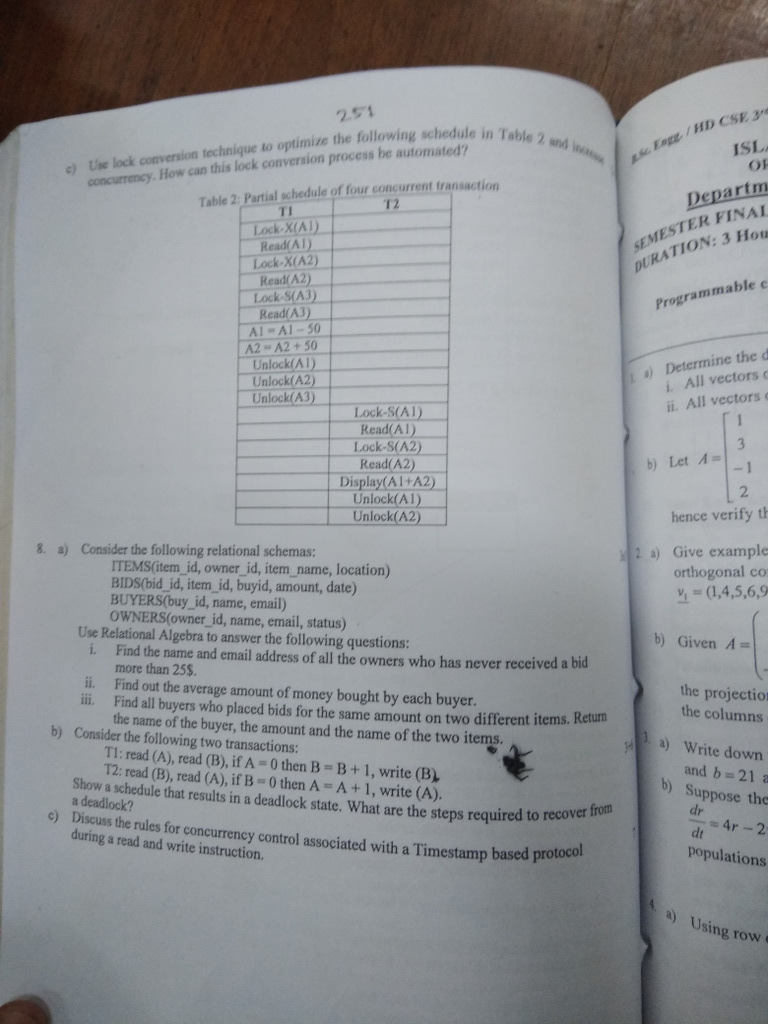 251
c) Use lock conversion technique to optimize the following schedule in Table 2 and increase
concurrency. How can this lock conversion process be automated?
Table 2: Partial schedule of four concurrent transaction
T1 T2
Lock-X(A1)
Read(A1)
Lock-X(A2)
Read(A2)
Lock-S(A3)
Read(A3)
A1 = A1 – 50
A2 = A2 + 50
Unlock(A1)
Unlock(A2)
Unlock(A3)
Lock-S(A1)
Read(A1)
Lock-S(A2)
Read(A2)
Display(A1+A2)
Unlock(A1)
Unlock(A2)
8. a) Consider the following relational schemas:
ITEMS(item_id, owner_id, item_name, location)
BIDS(bid_id, item_id, buyid, amount, date)
BUYERS(buy_id, name, email)
OWNERS(owner_id, name, email, status)
Use Relational Algebra to answer the following questions:
i. Find the name and email address of all the owners who has never received a bid
more than 25$.
ii. Find out the average amount of money bought by each buyer.
iii. Find all buyers who placed bids for the same amount on two different items. Return
the name of the buyer, the amount and the name of the two items.
b) Consider the following two transactions:
T1: read (A), read (B), if A = 0 then B = B + 1, write (B).
T2: read (B), read (A), if B = 0 then A = A + 1, write (A).
Show a schedule that results in a deadlock state. What are the steps required to recover from
a deadlock?
c) Discuss the rules for concurrency control associated with a Timestamp based protocol
during a read and write instruction.
B.Sc. Engg. / HD CSE 3
ISL
Departm
SEMESTER FINAL
DURATION: 3 Hou
Programmable c
1. a) Determine the d
i. All vectors
ii. All vectors
b) Let A =
1
3
−1
2
hence verify th
2. a) Give example
orthogonal co
v₁ = (1,4,5,6,9
b) Given A =
the projection
the columns
3. a) Write down
and b = 21 a
b) Suppose the
dr/dt = 4r − 2
populations
4. a) Using row